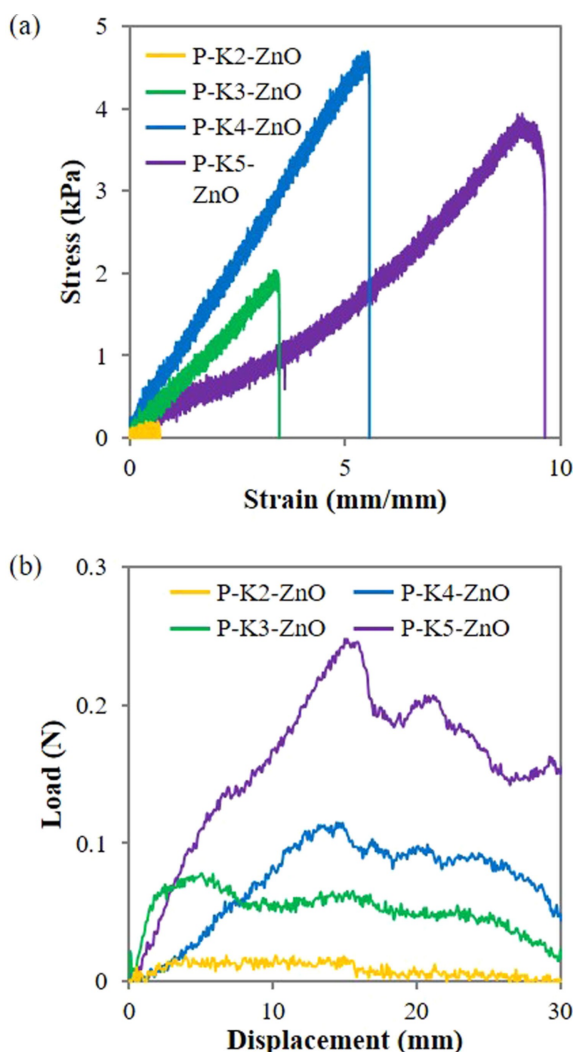 (a)
5
4
3
2
1
0
Stress (kPa)
P-K2-ZnO
P-K3-ZnO
P-K4-ZnO
P-K5-
ZnO
0 5 10
Strain (mm/mm)
(b)
0.3
0.2
0.1
0
Load (N)
P-K2-ZnO P-K4-ZnO
P-K3-ZnO P-K5-ZnO
0 10 20 30
Displacement (mm)